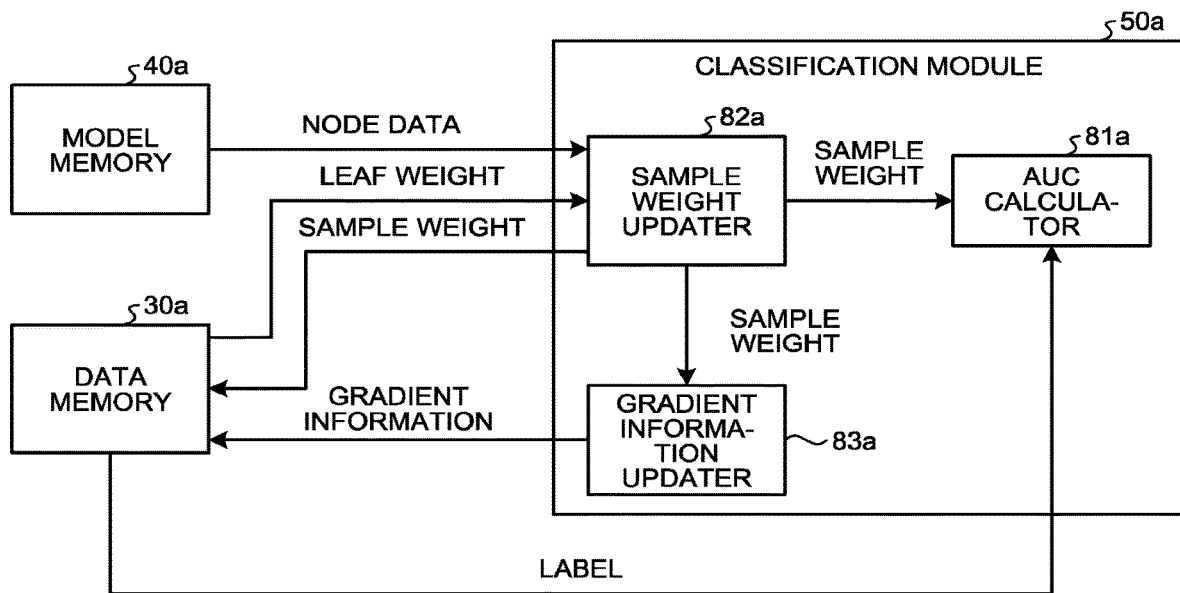 50a
40a
CLASSIFICATION MODULE
MODEL
MEMORY
NODE DATA
82a
SAMPLE
WEIGHT
UPDATER
SAMPLE
WEIGHT
81a
AUC
CALCULA-
TOR
LEAF WEIGHT
SAMPLE WEIGHT
30a
DATA
MEMORY
SAMPLE
WEIGHT
GRADIENT
INFORMATION
GRADIENT
INFORMA-
TION
UPDATER
83a
LABEL